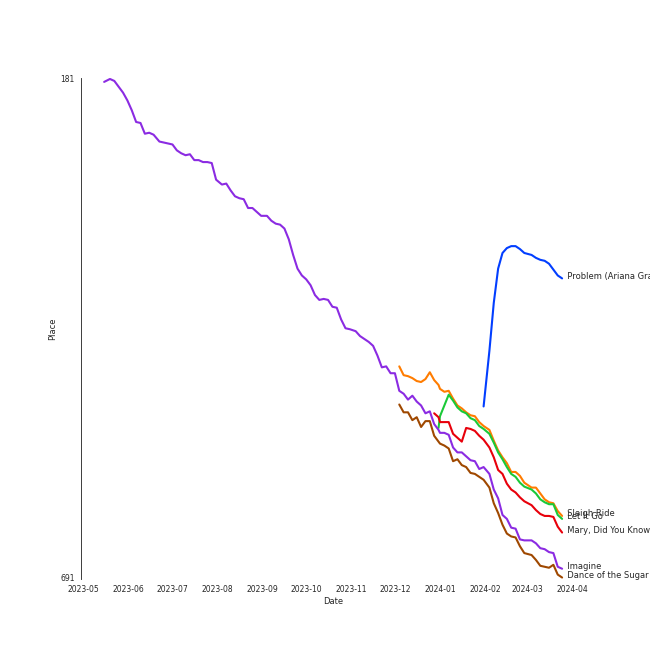 181
Place
Problem (Ariana Gra
Sleigh Ride
Let It Go
Mary, Did You Know
Imagine
Dance of the Sugar
691
2023-05 2023-06 2023-07 2023-08 2023-09 2023-10 2023-11 2023-12 2024-01 2024-02 2024-03 2024-04
Date